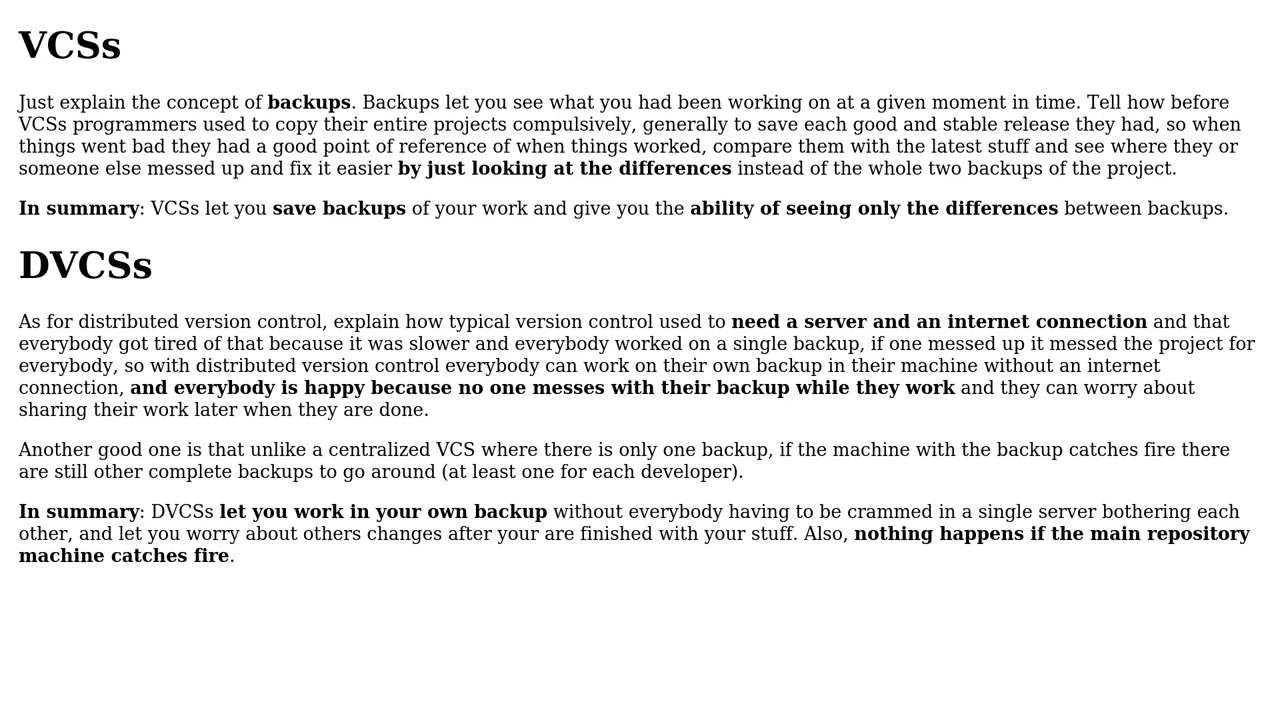 VCSs
Just explain the concept of backups. Backups let you see what you had been working on at a given moment in time. Tell how before
VCSs programmers used to copy their entire projects compulsively, generally to save each good and stable release they had, so when
things went bad they had a good point of reference of when things worked, compare them with the latest stuff and see where they or
someone else messed up and fix it easier by just looking at the differences instead of the whole two backups of the project.
In summary: VCSs let you save backups of your work and give you the ability of seeing only the differences between backups.
DVCSs
As for distributed version control, explain how typical version control used to need a server and an internet connection and that
everybody got tired of that because it was slower and everybody worked on a single backup, if one messed up it messed the project for
everybody, so with distributed version control everybody can work on their own backup in their machine without an internet
connection, and everybody is happy because no one messes with their backup while they work and they can worry about
sharing their work later when they are done.
Another good one is that unlike a centralized VCS where there is only one backup, if the machine with the backup catches fire there
are still other complete backups to go around (at least one for each developer).
In summary: DVCSs let you work in your own backup without everybody having to be crammed in a single server bothering each
other, and let you worry about others changes after your are finished with your stuff. Also, nothing happens if the main repository
machine catches fire.